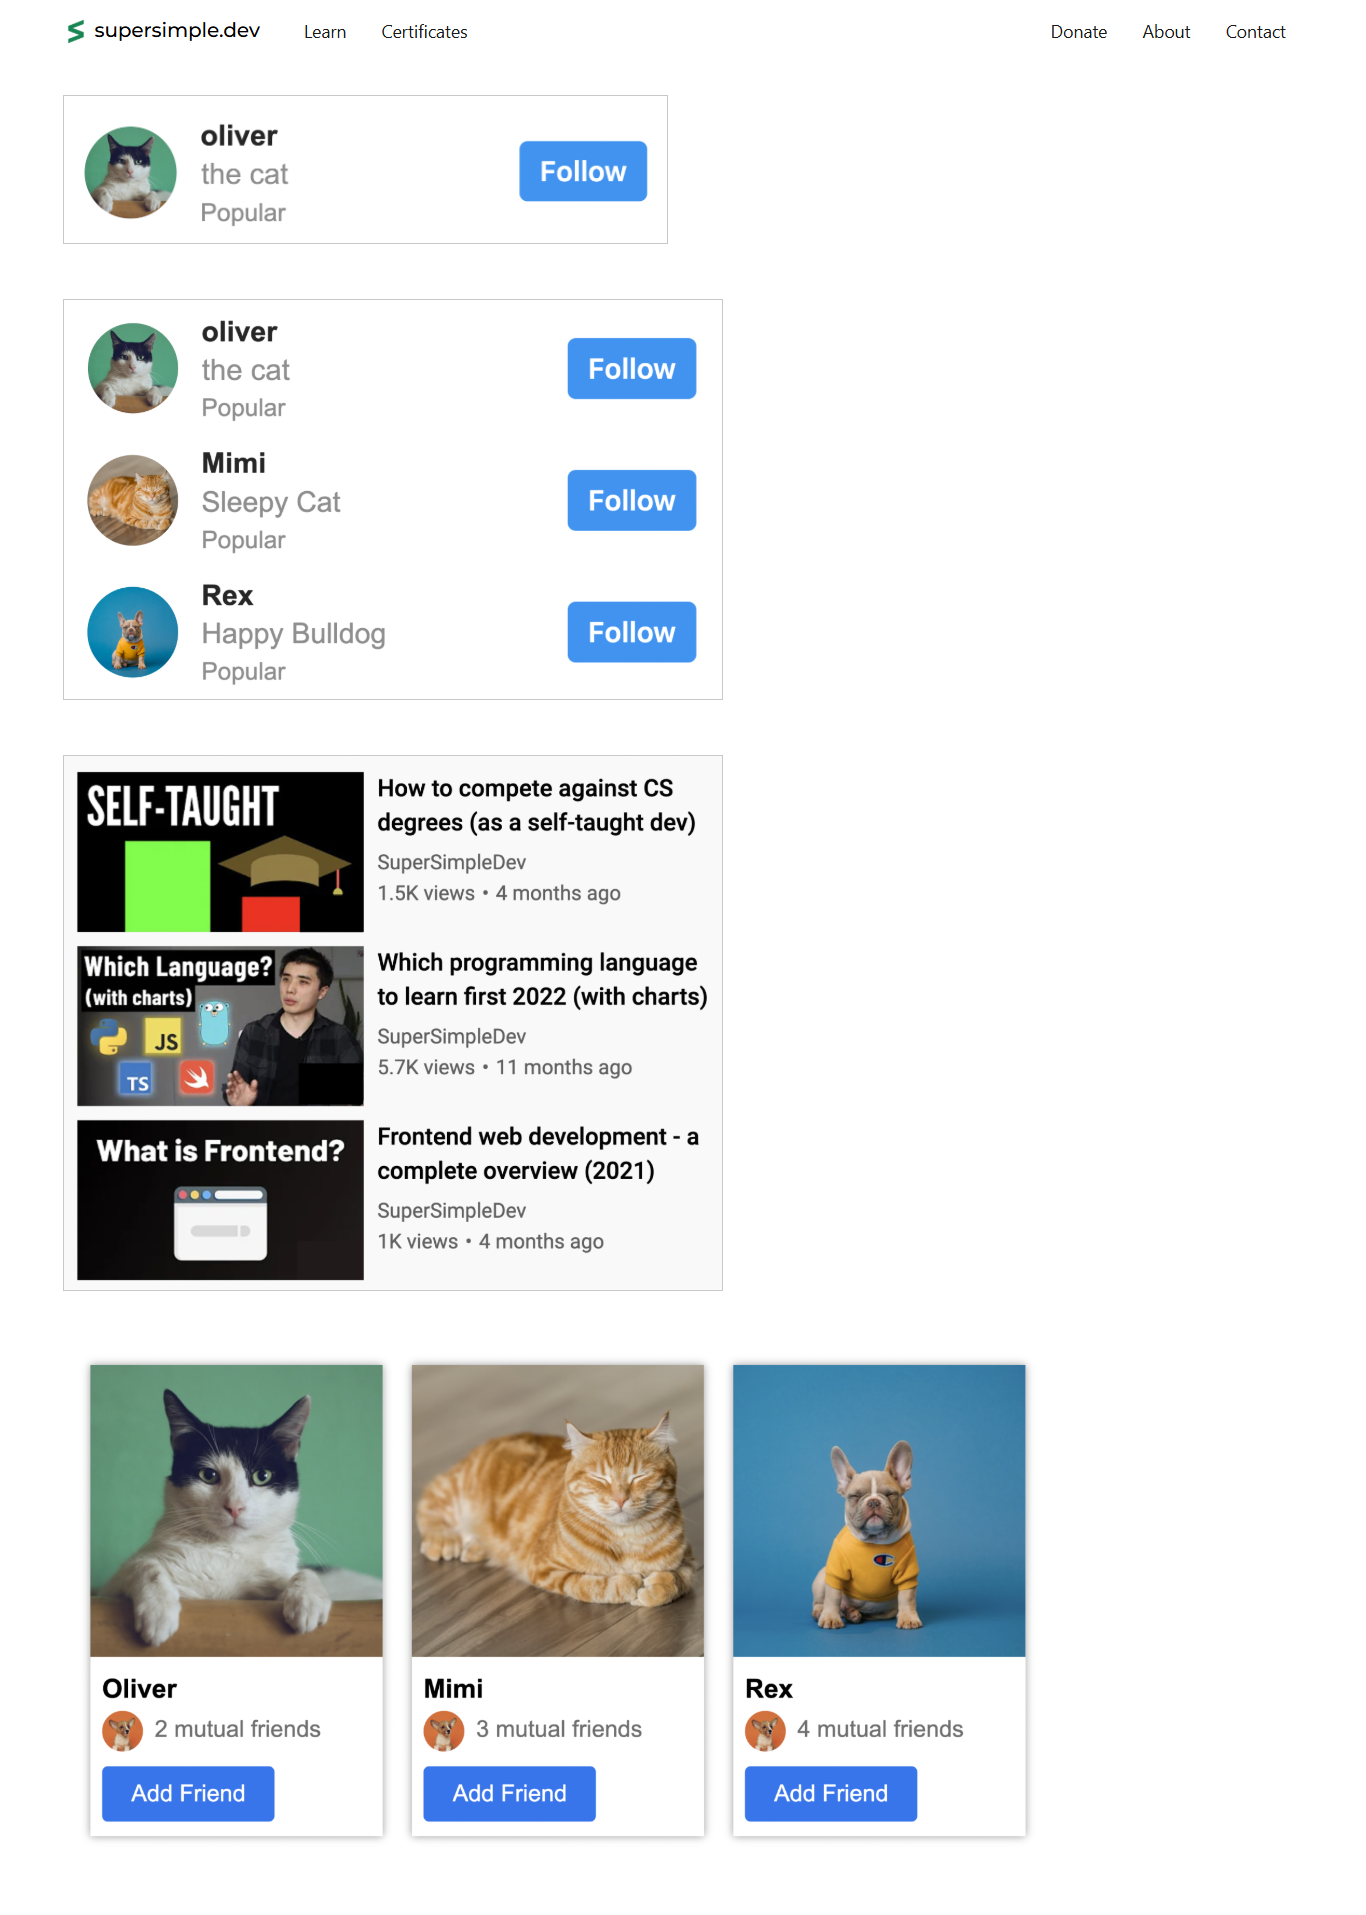 supersimple.dev Learn Certificates Donate About Contact
oliver
the cat
Popular
Follow
oliver
the cat
Popular
Follow
Mimi
Sleepy Cat
Popular
Follow
Rex
Happy Bulldog
Popular
Follow
SELF-TAUGHT
How to compete against CS
degrees (as a self-taught dev)
SuperSimpleDev
1.5K views • 4 months ago
Which Language?
(with charts)
JS
TS
Which programming language
to learn first 2022 (with charts)
SuperSimpleDev
5.7K views • 11 months ago
What is Frontend?
Frontend web development - a
complete overview (2021)
SuperSimpleDev
1K views • 4 months ago
Oliver
2 mutual friends
Add Friend
Mimi
3 mutual friends
Add Friend
Rex
4 mutual friends
Add Friend